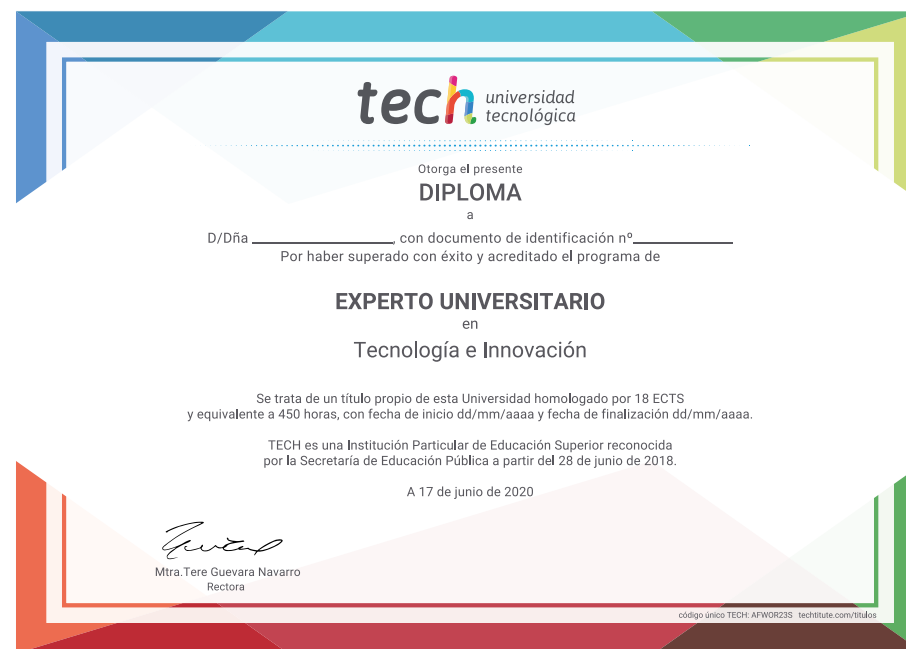 tech universidad
tecnológica
Otorga el presente
DIPLOMA
a
D/Dña ____________________, con documento de identificación nº______________
Por haber superado con éxito y acreditado el programa de
EXPERTO UNIVERSITARIO
en
Tecnología e Innovación
Se trata de un título propio de esta Universidad homologado por 18 ECTS
y equivalente a 450 horas, con fecha de inicio dd/mm/aaaa y fecha de finalización dd/mm/aaaa.
TECH es una Institución Particular de Educación Superior reconocida
por la Secretaría de Educación Pública a partir del 28 de junio de 2018.
A 17 de junio de 2020
Mtra.Tere Guevara Navarro
Rectora
código único TECH: AFWOR23S techtitute.com/titulos